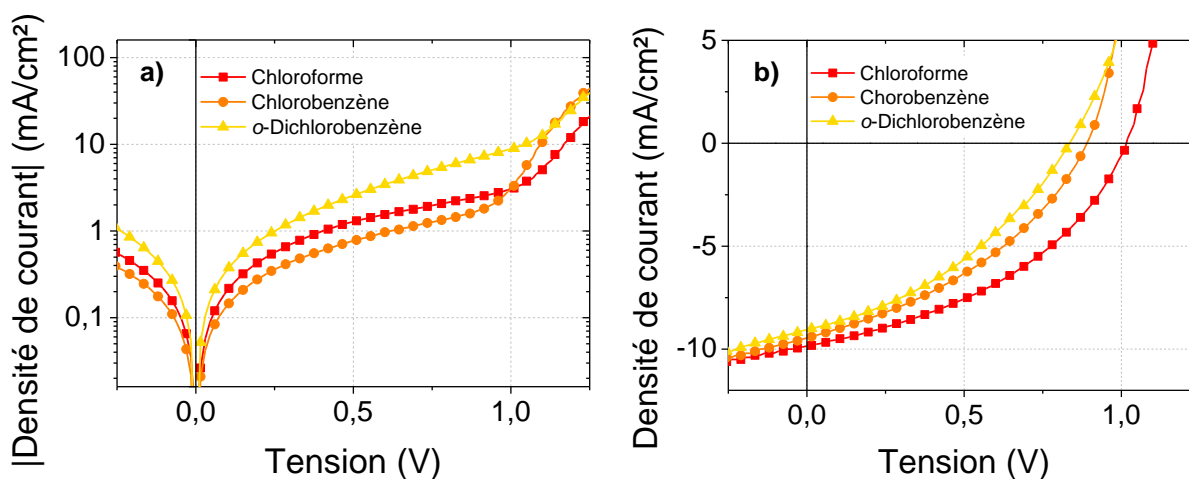 |Densité de courant| (mA/cm²)
100
10
1
0,1
a)
Chloroforme
Chlorobenzène
o-Dichlorobenzène
0,0
0,5
1,0
Tension (V)
Densité de courant (mA/cm²)
5
0
-5
-10
b)
Chloroforme
Chorobenzène
o-Dichlorobenzène
0,0
0,5
1,0
Tension (V)